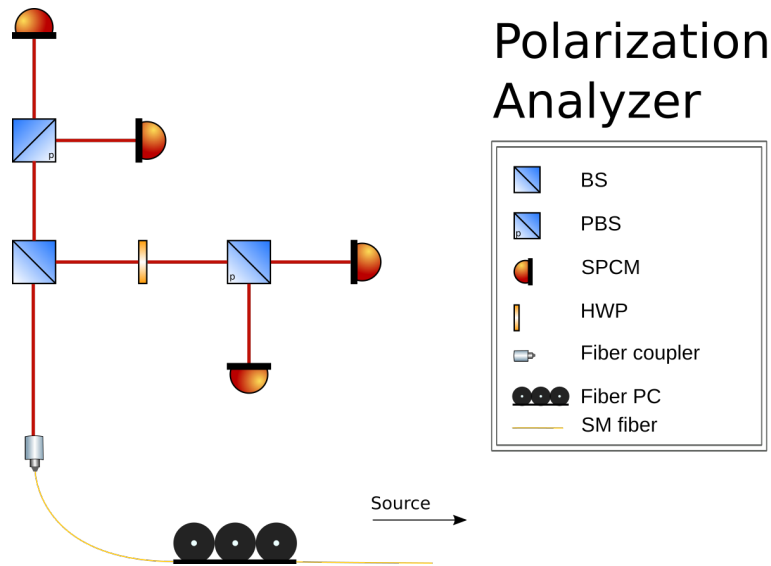 Polarization
Analyzer
p
BS
p
PBS
SPCM
HWP
p
Fiber coupler
Fiber PC
SM fiber
Source